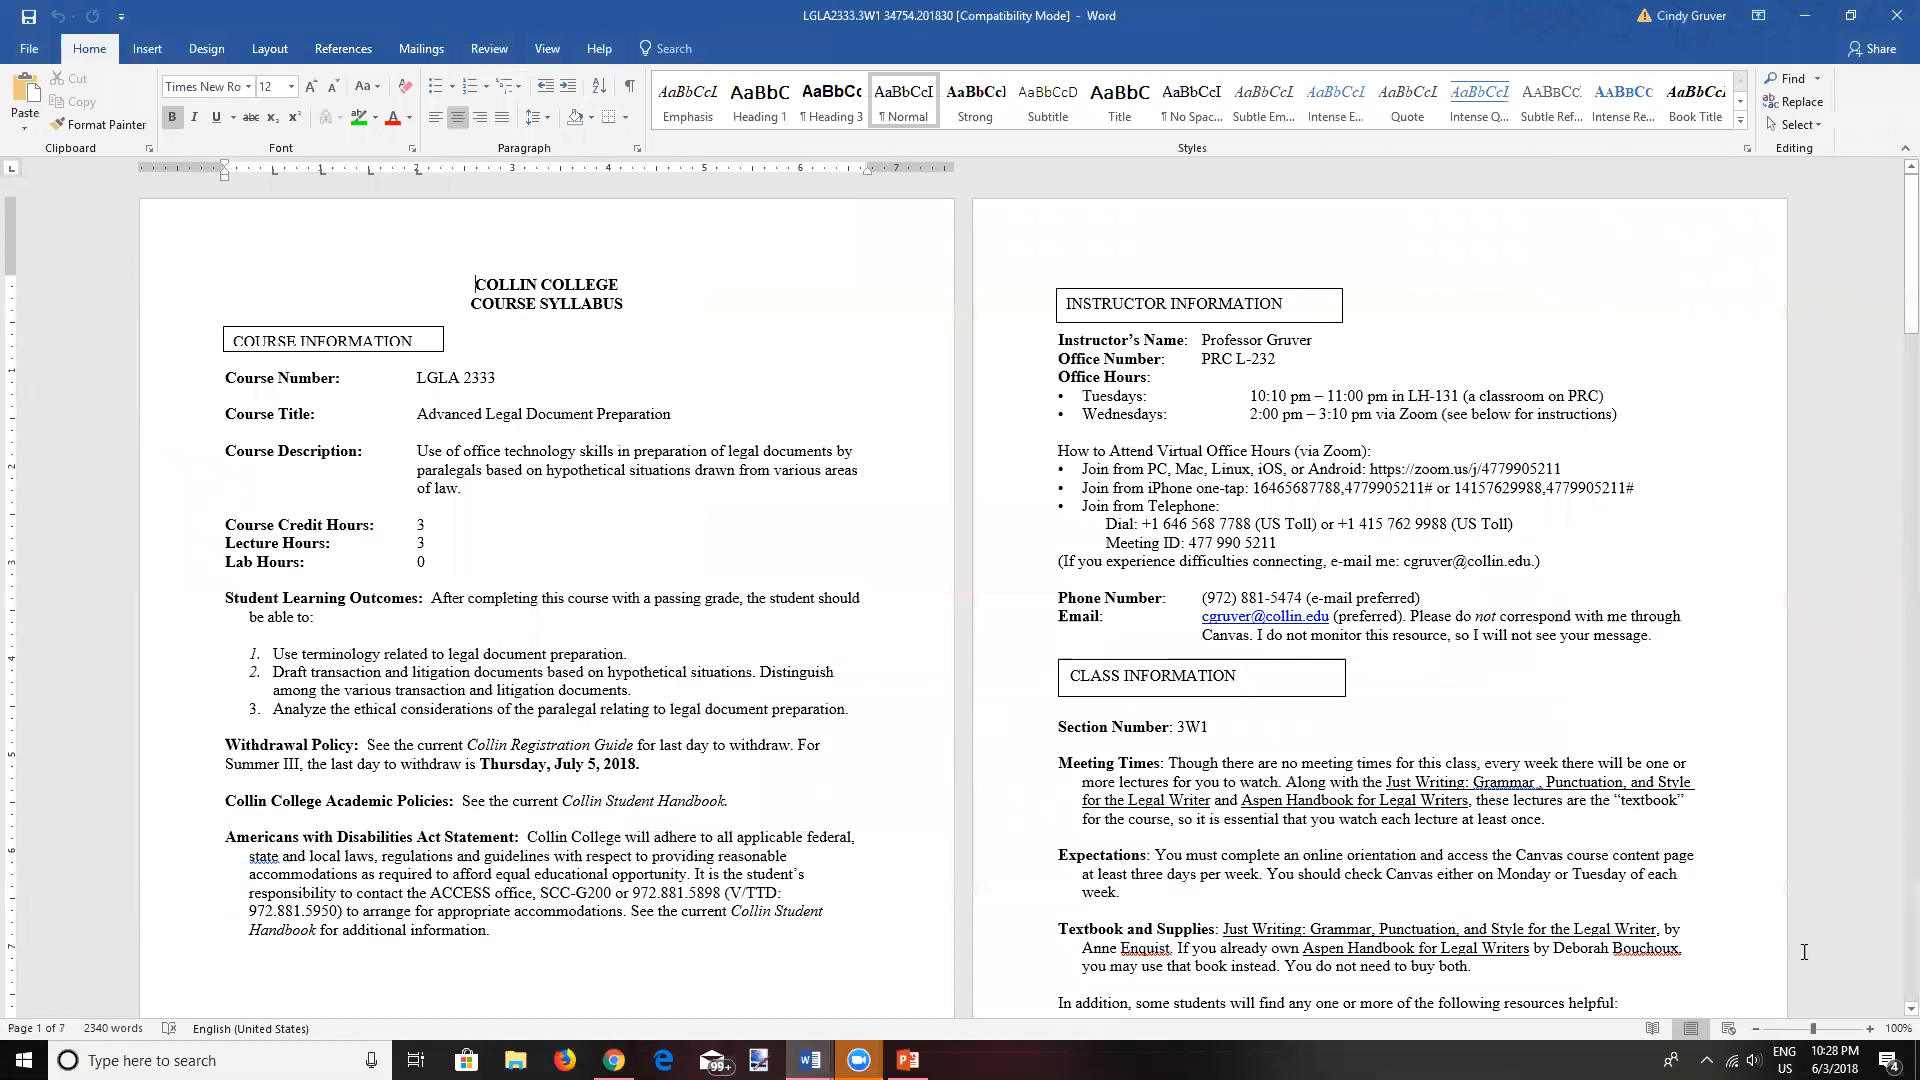 LGLA2333.3W1 34754.201830 [Compatibility Mode] - Word
Cindy Gruver
File Home Insert Design Layout References Mailings Review View Help Search Share
Paste
Cut
Copy
Format Painter
Clipboard
Times New Ro 12
Font
Paragraph
AaBbCcI AaBbC AaBbCc AaBbCcI AaBbCcl AaBbCcD AaBbC AaBbCcI AaBbCcI AaBbCcI AaBbCcI AaBbCcI AABBCC AABBCC AaBbCcI
Emphasis Heading 1 ¶ Heading 3 ¶ Normal Strong Subtitle Title ¶ No Spac... Subtle Em... Intense E... Quote Intense Q... Subtle Ref... Intense Re... Book Title
Styles
Find
Replace
Select
Editing
1 2 3 4 5 6 7
COLLIN COLLEGE
COURSE SYLLABUS
COURSE INFORMATION
Course Number: LGLA 2333
Course Title: Advanced Legal Document Preparation
Course Description: Use of office technology skills in preparation of legal documents by
paralegals based on hypothetical situations drawn from various areas
of law.
Course Credit Hours: 3
Lecture Hours: 3
Lab Hours: 0
Student Learning Outcomes: After completing this course with a passing grade, the student should
be able to:
1. Use terminology related to legal document preparation.
2. Draft transaction and litigation documents based on hypothetical situations. Distinguish
among the various transaction and litigation documents.
3. Analyze the ethical considerations of the paralegal relating to legal document preparation.
Withdrawal Policy: See the current Collin Registration Guide for last day to withdraw. For
Summer III, the last day to withdraw is Thursday, July 5, 2018.
Collin College Academic Policies: See the current Collin Student Handbook.
Americans with Disabilities Act Statement: Collin College will adhere to all applicable federal,
state and local laws, regulations and guidelines with respect to providing reasonable
accommodations as required to afford equal educational opportunity. It is the student's
responsibility to contact the ACCESS office, SCC-G200 or 972.881.5898 (V/TTD:
972.881.5950) to arrange for appropriate accommodations. See the current Collin Student
Handbook for additional information.
INSTRUCTOR INFORMATION
Instructor's Name: Professor Gruver
Office Number: PRC L-232
Office Hours:
• Tuesdays: 10:10 pm – 11:00 pm in LH-131 (a classroom on PRC)
• Wednesdays: 2:00 pm – 3:10 pm via Zoom (see below for instructions)
How to Attend Virtual Office Hours (via Zoom):
• Join from PC, Mac, Linux, iOS, or Android: https://zoom.us/j/4779905211
• Join from iPhone one-tap: 16465687788,4779905211# or 14157629988,4779905211#
• Join from Telephone:
Dial: +1 646 568 7788 (US Toll) or +1 415 762 9988 (US Toll)
Meeting ID: 477 990 5211
(If you experience difficulties connecting, e-mail me: cgruver@collin.edu.)
Phone Number: (972) 881-5474 (e-mail preferred)
Email: cgruver@collin.edu (preferred). Please do not correspond with me through
Canvas. I do not monitor this resource, so I will not see your message.
CLASS INFORMATION
Section Number: 3W1
Meeting Times: Though there are no meeting times for this class, every week there will be one or
more lectures for you to watch. Along with the Just Writing: Grammar , Punctuation, and Style
for the Legal Writer and Aspen Handbook for Legal Writers, these lectures are the “textbook”
for the course, so it is essential that you watch each lecture at least once.
Expectations: You must complete an online orientation and access the Canvas course content page
at least three days per week. You should check Canvas either on Monday or Tuesday of each
week.
Textbook and Supplies: Just Writing: Grammar, Punctuation, and Style for the Legal Writer, by
Anne Enquist. If you already own Aspen Handbook for Legal Writers by Deborah Bouchoux,
you may use that book instead. You do not need to buy both.
In addition, some students will find any one or more of the following resources helpful:
Page 1 of 7 2340 words English (United States) 100%
Type here to search
99+
ENG
US
10:28 PM
6/3/2018
4